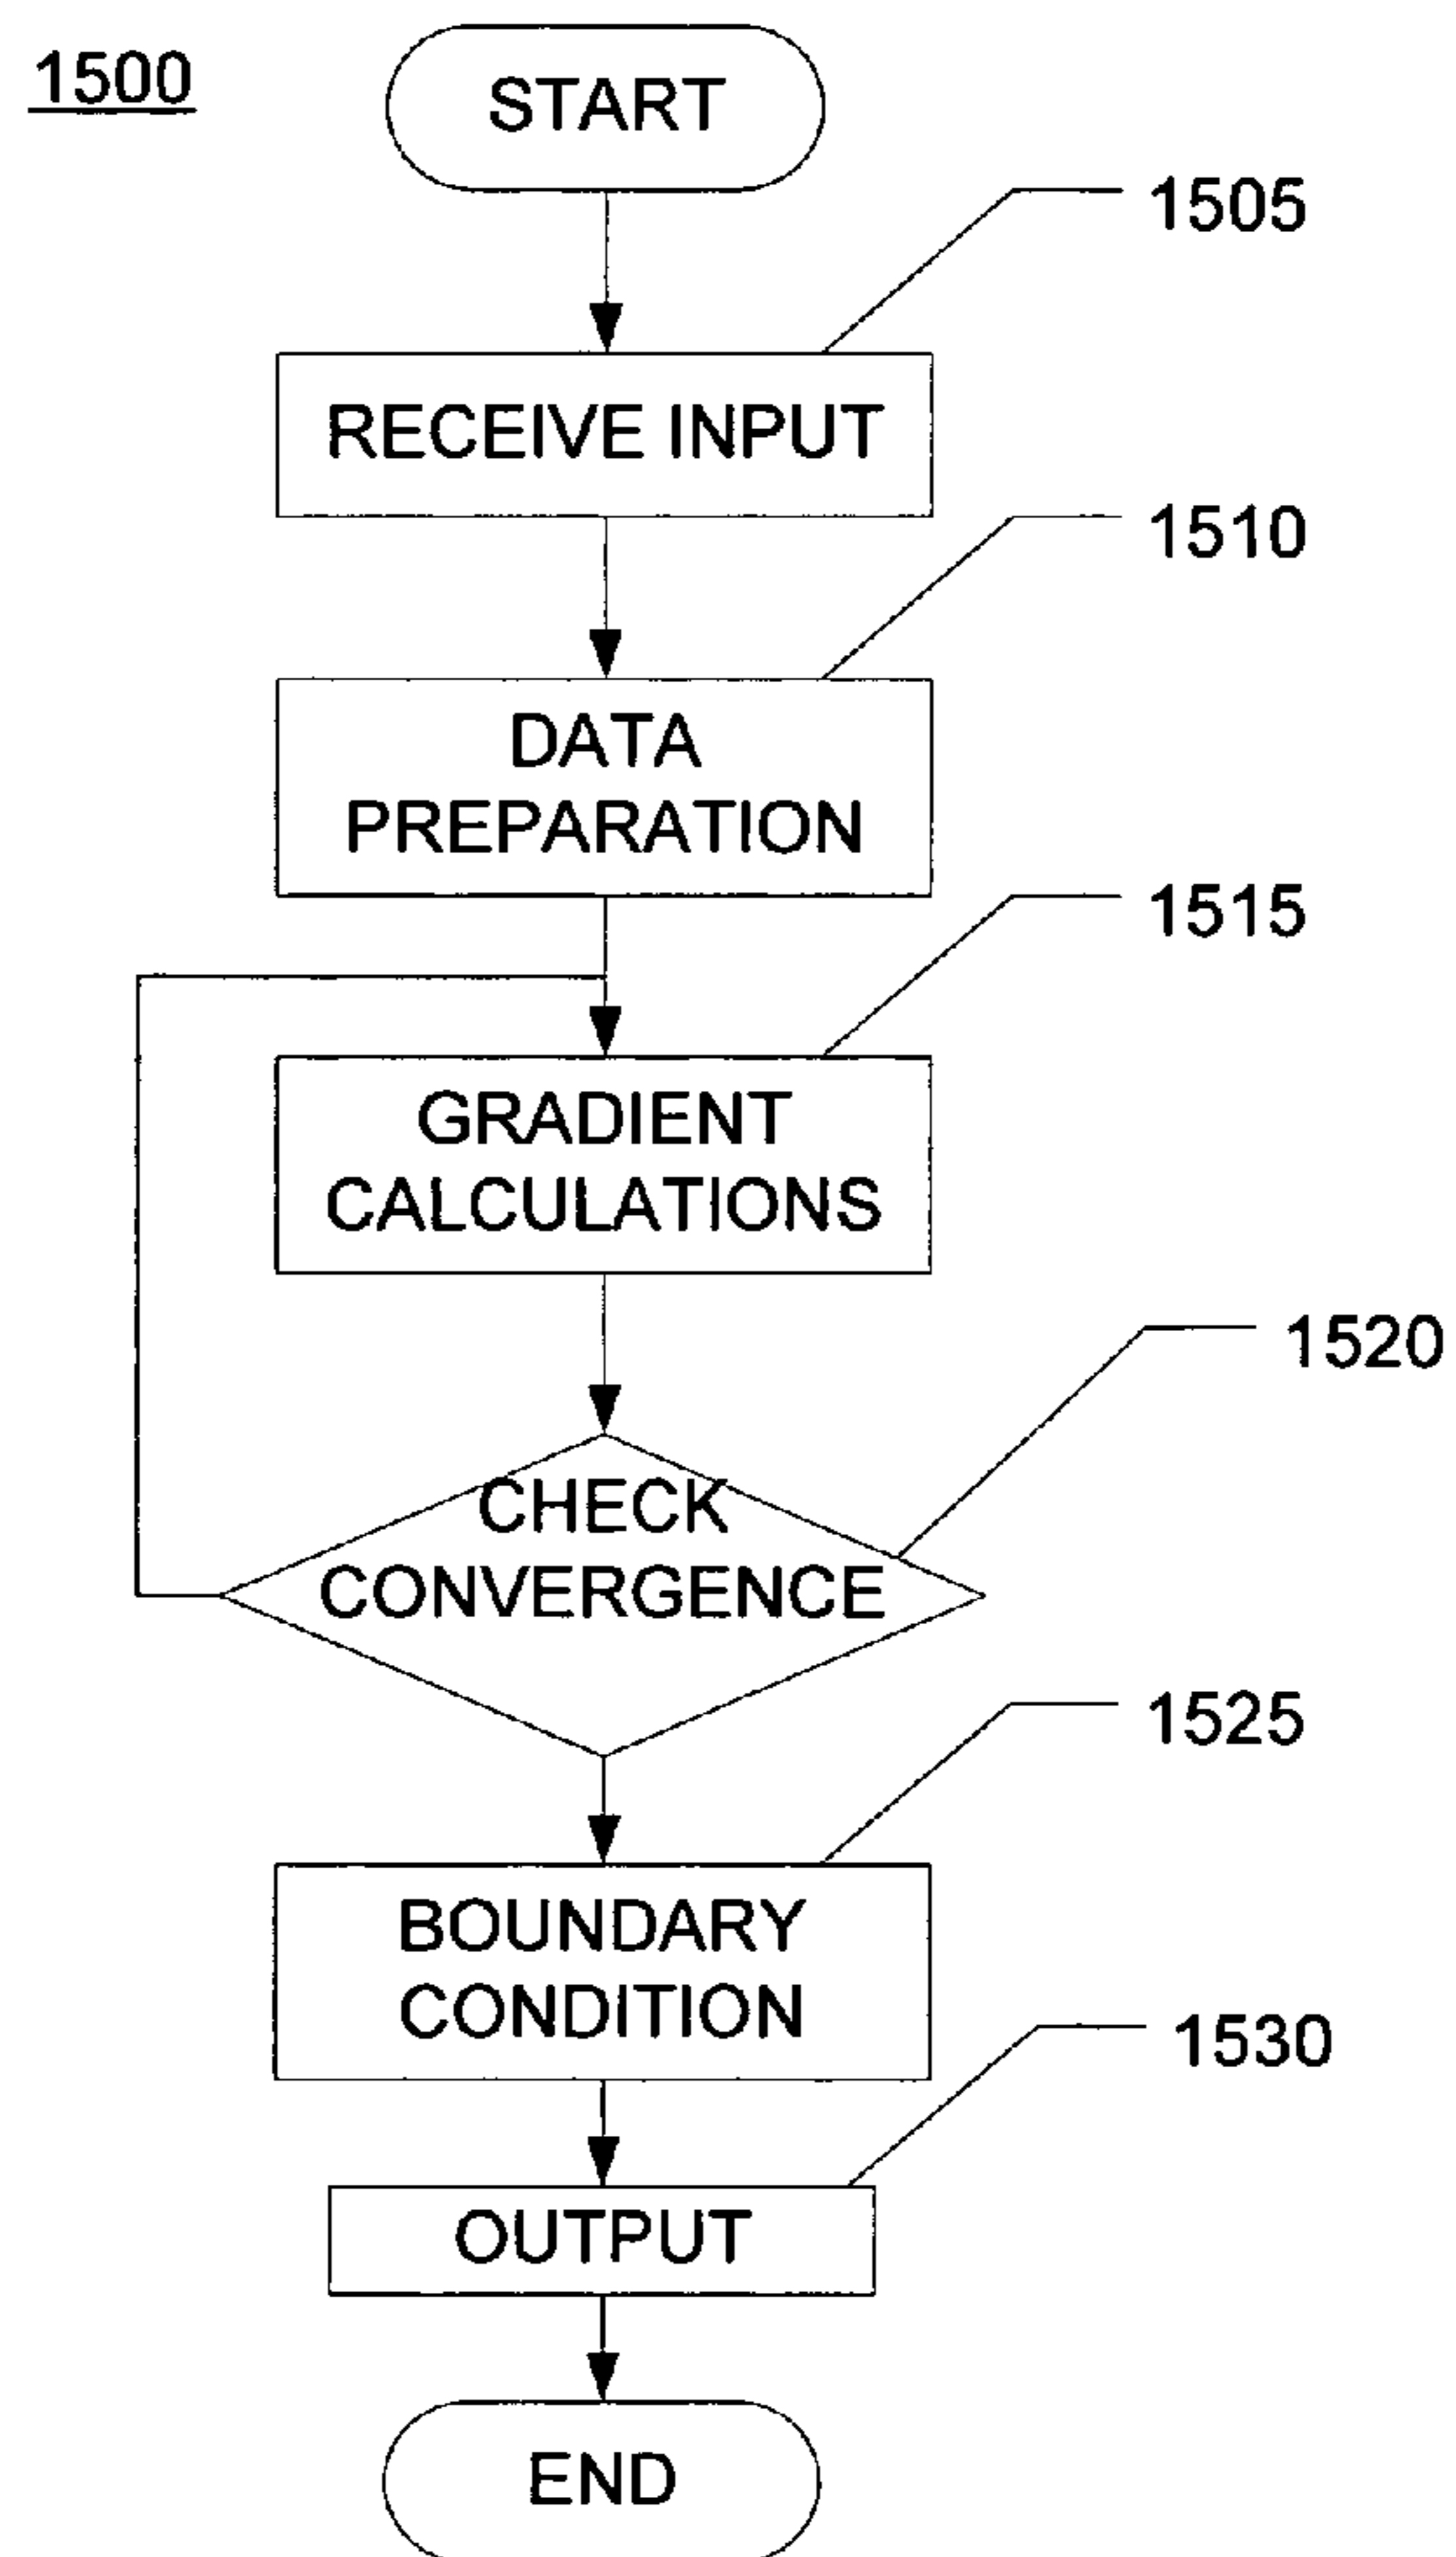 1500
START
1505
RECEIVE INPUT
1510
DATA
PREPARATION
1515
GRADIENT
CALCULATIONS
1520
CHECK
CONVERGENCE
1525
BOUNDARY
CONDITION
1530
OUTPUT
END